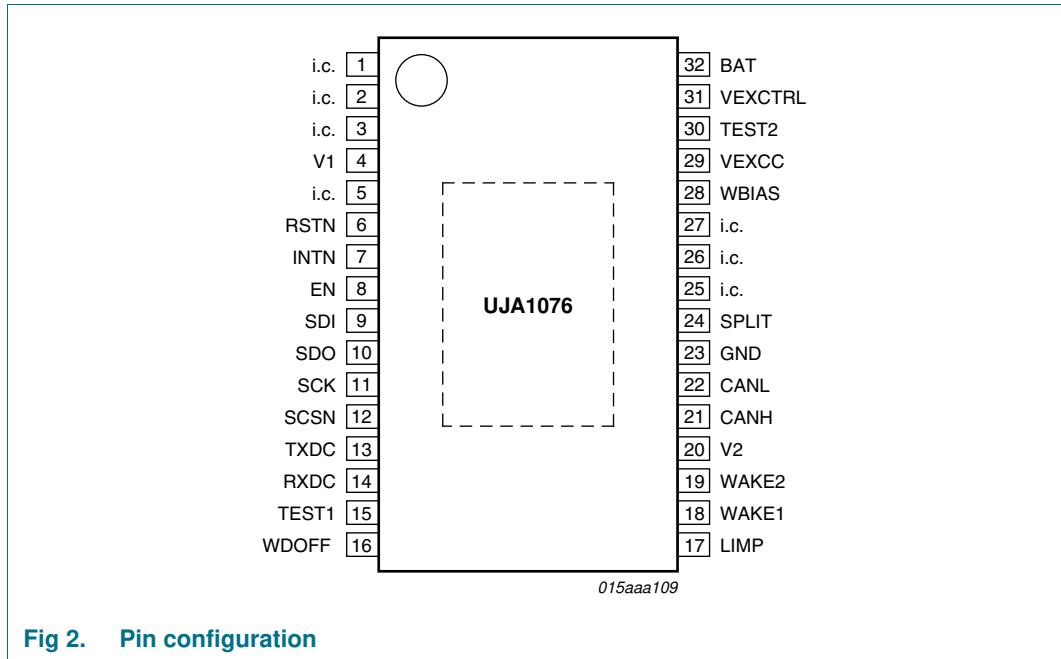 i.c. 1
i.c. 2
i.c. 3
V1 4
i.c. 5
RSTN 6
INTN 7
EN 8
SDI 9
SDO 10
SCK 11
SCSN 12
TXDC 13
RXDC 14
TEST1 15
WDOFF 16
UJA1076
32 BAT
31 VEXCTRL
30 TEST2
29 VEXCC
28 WBIAS
27 i.c.
26 i.c.
25 i.c.
24 SPLIT
23 GND
22 CANL
21 CANH
20 V2
19 WAKE2
18 WAKE1
17 LIMP
015aaa109
Fig 2. Pin configuration